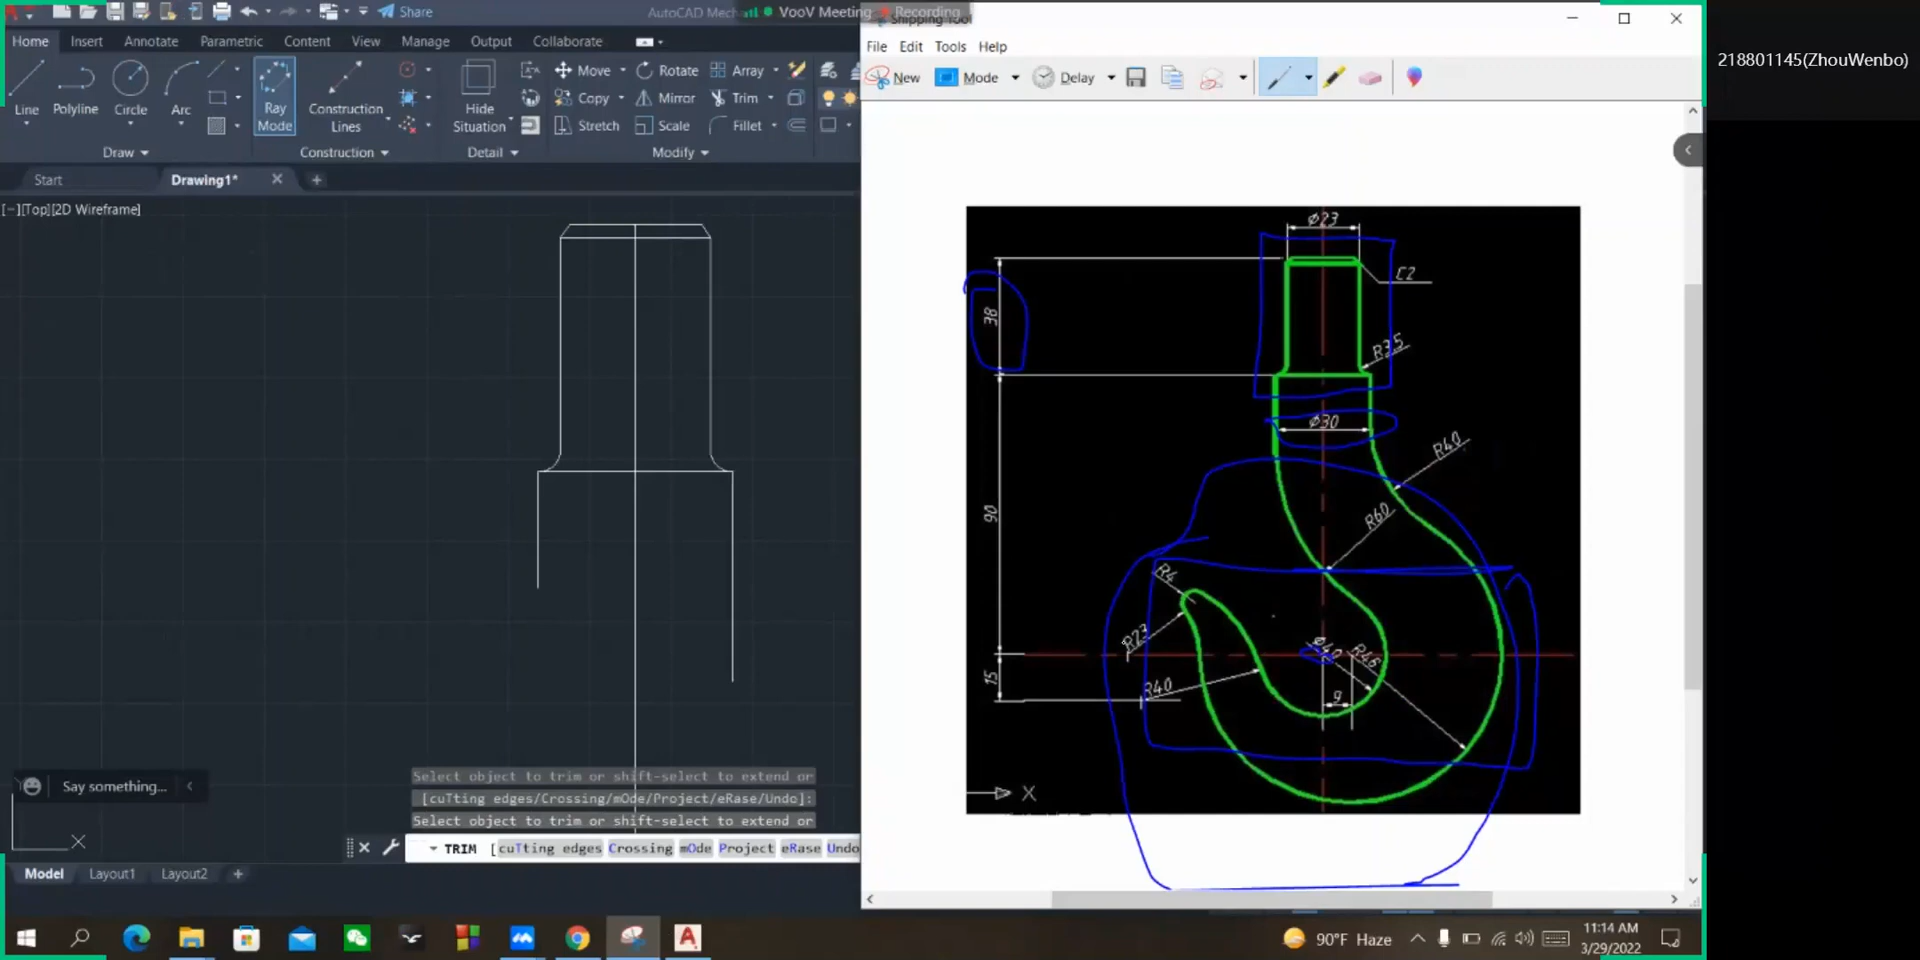 Share
AutoCAD Mech
VooV Meeting
Recording
Snipping Tool
218801145(ZhouWenbo)
Home Insert Annotate Parametric Content View Manage Output Collaborate
File Edit Tools Help
New Mode Delay
Line Polyline Circle Arc
Ray Mode
Construction Lines
Hide Situation
Move Rotate Array
Copy Mirror Trim
Stretch Scale Fillet
Draw Construction Detail Modify
Start Drawing1* +
[−][Top][2D Wireframe]
Ø23
C2
38
R3,5
Ø30
R40
90
R60
R4
R23
Ø40
R46
15
R40
9
X
Say something...
X
Select object to trim or shift-select to extend or
[cuTting edges/Crossing/mOde/Project/eRase/Undo]:
Select object to trim or shift-select to extend or
TRIM [cuTting edges Crossing mOde Project eRase Undo
Model Layout1 Layout2 +
90°F Haze
11:14 AM
3/29/2022